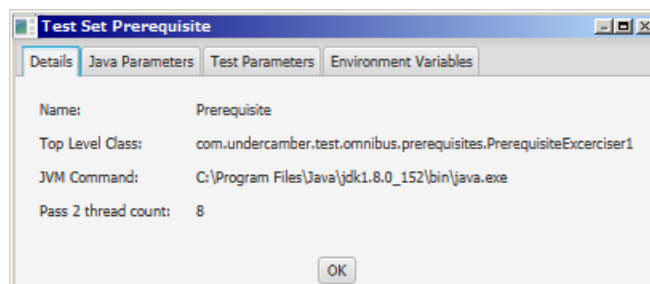 Test Set Prerequisite
Details Java Parameters Test Parameters Environment Variables
Name: Prerequisite
Top Level Class: com.undercamber.test.omnibus.prerequisites.PrerequisiteExcerciser1
JVM Command: C:\Program Files\Java\jdk1.8.0_152\bin\java.exe
Pass 2 thread count: 8
OK